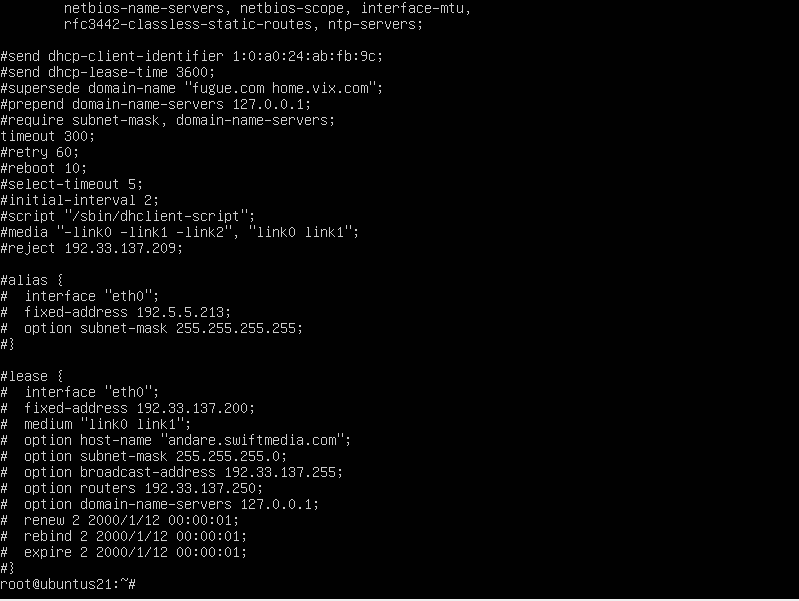 netbios-name-servers, netbios-scope, interface-mtu,
rfc3442-classless-static-routes, ntp-servers;
#send dhcp-client-identifier 1:0:a0:24:ab:fb:9c;
#send dhcp-lease-time 3600;
#supersede domain-name "fugue.com home.vix.com";
#prepend domain-name-servers 127.0.0.1;
#require subnet-mask, domain-name-servers;
timeout 300;
#retry 60;
#reboot 10;
#select-timeout 5;
#initial-interval 2;
#script "/sbin/dhclient-script";
#media "-link0 -link1 -link2", "link0 link1";
#reject 192.33.137.209;
#alias {
#  interface "eth0";
#  fixed-address 192.5.5.213;
#  option subnet-mask 255.255.255.255;
#}
#lease {
#  interface "eth0";
#  fixed-address 192.33.137.200;
#  medium "link0 link1";
#  option host-name "andare.swiftmedia.com";
#  option subnet-mask 255.255.255.0;
#  option broadcast-address 192.33.137.255;
#  option routers 192.33.137.250;
#  option domain-name-servers 127.0.0.1;
#  renew 2 2000/1/12 00:00:01;
#  rebind 2 2000/1/12 00:00:01;
#  expire 2 2000/1/12 00:00:01;
#}
root@ubuntus21:~#